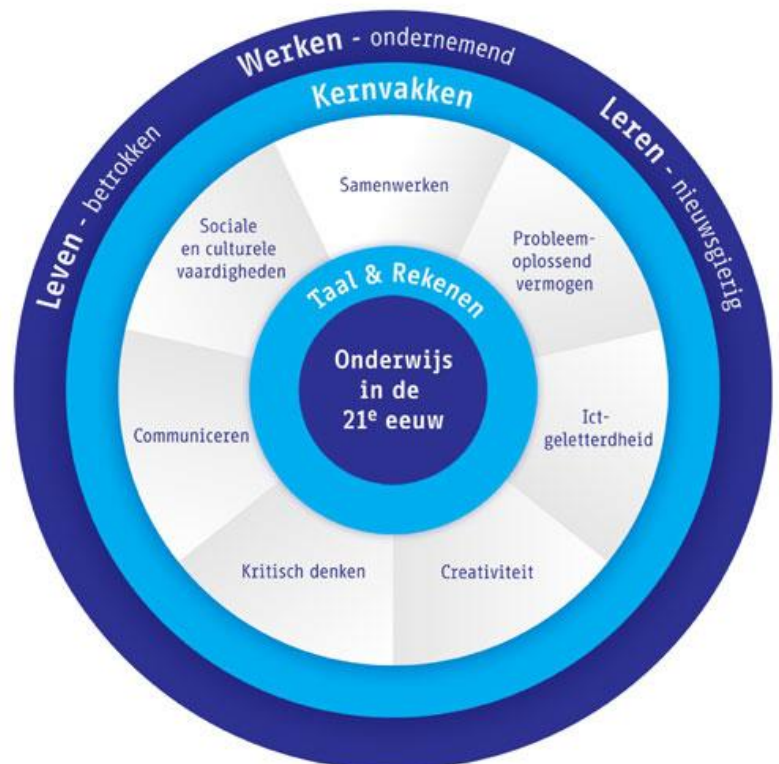 Leven - betrokken
Werken - ondernemend
Leren - nieuwsgierig
Kernvakken
Samenwerken
Sociale
en culturele
vaardigheden
Probleem-
oplossend
vermogen
Taal & Rekenen
Onderwijs
in de
21e eeuw
Communiceren
Ict-
geletterdheid
Kritisch denken
Creativiteit